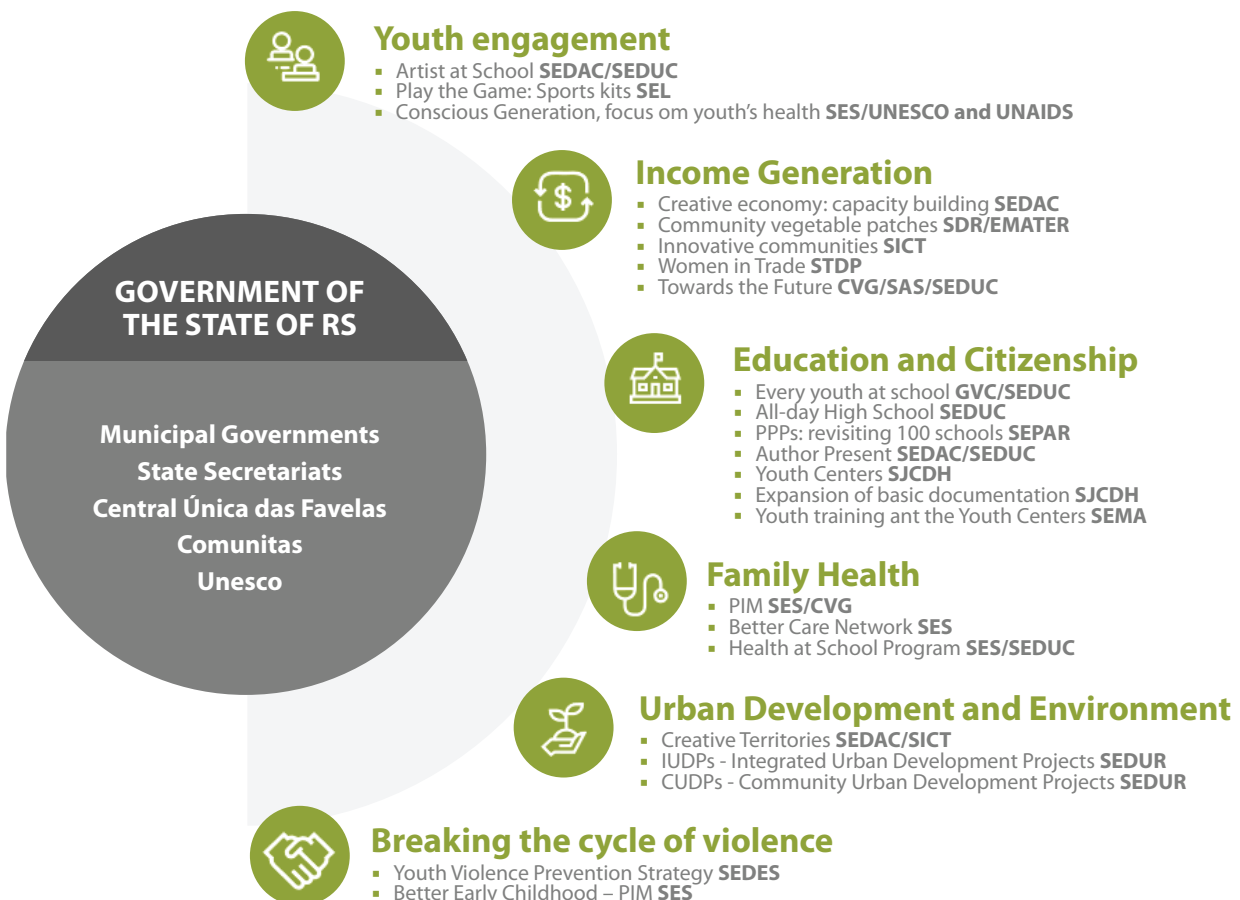 Youth engagement
▪ Artist at School SEDAC/SEDUC
▪ Play the Game: Sports kits SEL
▪ Conscious Generation, focus om youth’s health SES/UNESCO and UNAIDS
Income Generation
▪ Creative economy: capacity building SEDAC
▪ Community vegetable patches SDR/EMATER
▪ Innovative communities SICT
▪ Women in Trade STDP
▪ Towards the Future CVG/SAS/SEDUC
GOVERNMENT OF
THE STATE OF RS
Municipal Governments
State Secretariats
Central Única das Favelas
Comunitas
Unesco
Education and Citizenship
▪ Every youth at school GVC/SEDUC
▪ All-day High School SEDUC
▪ PPPs: revisiting 100 schools SEPAR
▪ Author Present SEDAC/SEDUC
▪ Youth Centers SJCDH
▪ Expansion of basic documentation SJCDH
▪ Youth training ant the Youth Centers SEMA
Family Health
▪ PIM SES/CVG
▪ Better Care Network SES
▪ Health at School Program SES/SEDUC
Urban Development and Environment
▪ Creative Territories SEDAC/SICT
▪ IUDPs - Integrated Urban Development Projects SEDUR
▪ CUDPs - Community Urban Development Projects SEDUR
Breaking the cycle of violence
▪ Youth Violence Prevention Strategy SEDES
▪ Better Early Childhood – PIM SES